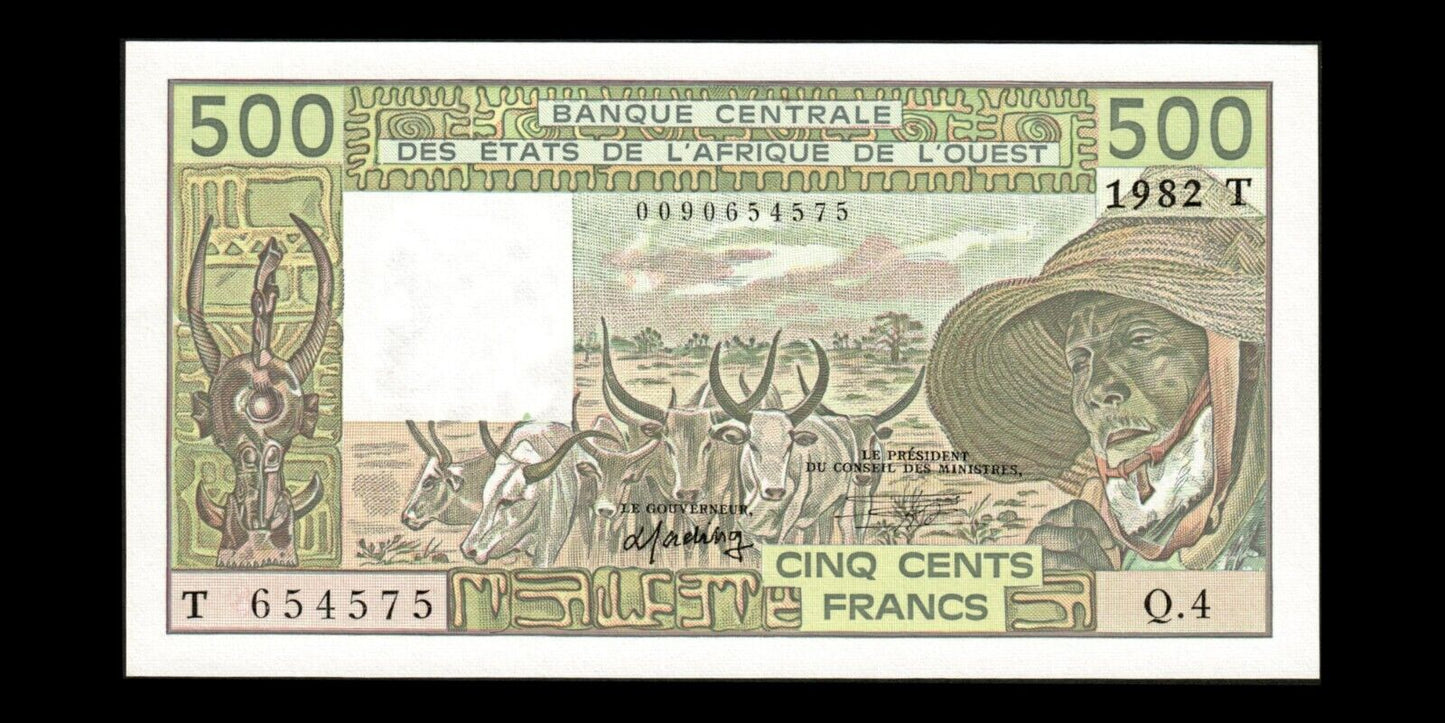 500
BANQUE CENTRALE
500
DES ÉTATS DE L'AFRIQUE DE L'OUEST
1982 T
0090654575
LE PRÉSIDENT
DU CONSEIL DES MINISTRES,
LE GOUVERNEUR,
CINQ CENTS
FRANCS
T 654575
Q.4